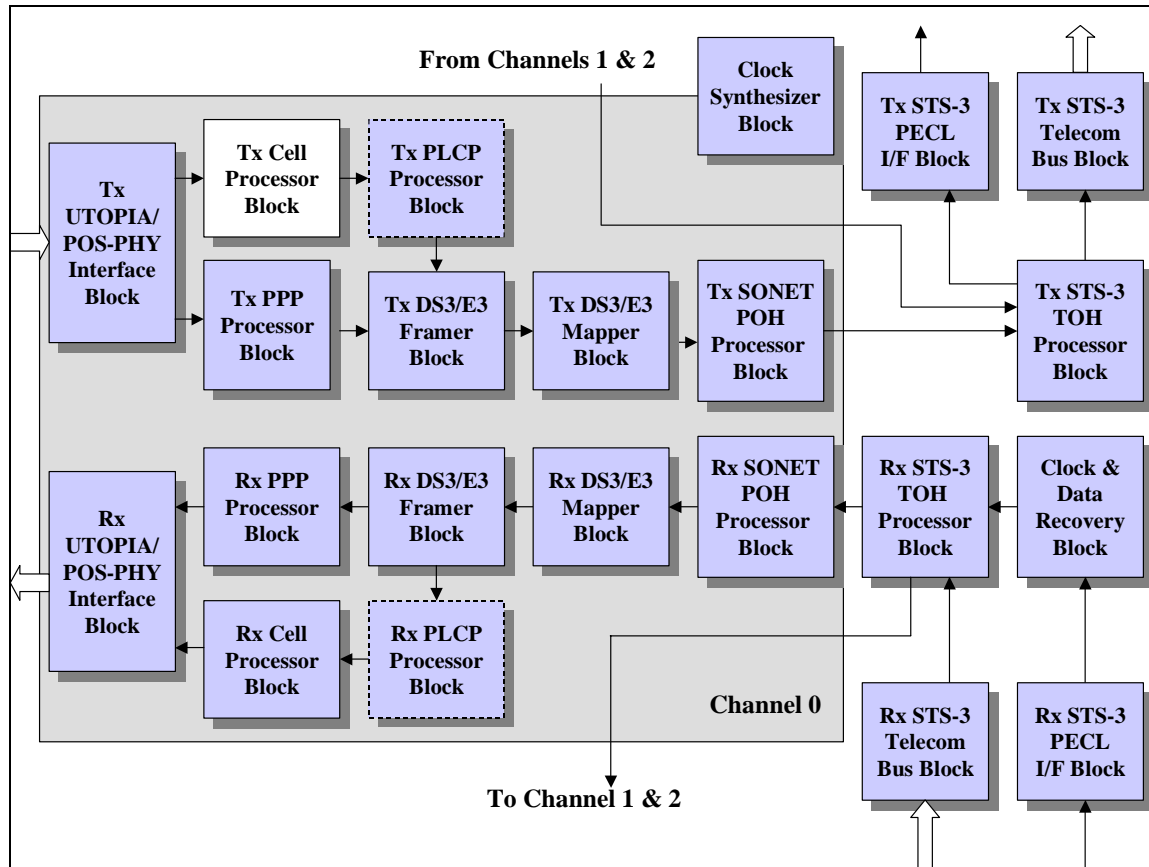 From Channels 1 & 2
Clock
Synthesizer
Block
Tx STS-3
PECL
I/F Block
Tx STS-3
Telecom
Bus Block
Tx
UTOPIA/
POS-PHY
Interface
Block
Tx Cell
Processor
Block
Tx PLCP
Processor
Block
Tx PPP
Processor
Block
Tx DS3/E3
Framer
Block
Tx DS3/E3
Mapper
Block
Tx SONET
POH
Processor
Block
Tx STS-3
TOH
Processor
Block
Rx
UTOPIA/
POS-PHY
Interface
Block
Rx PPP
Processor
Block
Rx DS3/E3
Framer
Block
Rx DS3/E3
Mapper
Block
Rx SONET
POH
Processor
Block
Rx STS-3
TOH
Processor
Block
Clock &
Data
Recovery
Block
Rx Cell
Processor
Block
Rx PLCP
Processor
Block
Channel 0
Rx STS-3
Telecom
Bus Block
Rx STS-3
PECL
I/F Block
To Channel 1 & 2